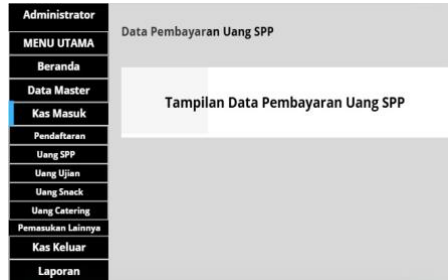 Administrator
MENU UTAMA
Beranda
Data Master
Kas Masuk
Pendaftaran
Uang SPP
Uang Ujian
Uang Snack
Uang Catering
Pemasukan Lainnya
Kas Keluar
Laporan
Data Pembayaran Uang SPP
Tampilan Data Pembayaran Uang SPP